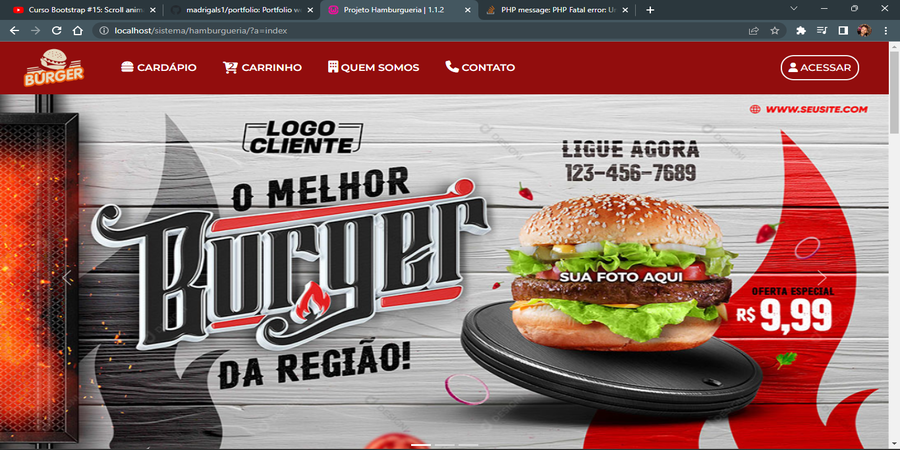 Curso Bootstrap #15: Scroll anim
madrigals1/portfolio: Portfolio w
Projeto Hamburgueria | 1.1.2
PHP message: PHP Fatal error: U
localhost/sistema/hamburgueria/?a=index
BURGER
CARDÁPIO
CARRINHO
QUEM SOMOS
CONTATO
ACESSAR
WWW.SEUSITE.COM
LOGO
CLIENTE
LIGUE AGORA
123-456-7689
O MELHOR
Burger
DA REGIÃO!
SUA FOTO AQUI
OFERTA ESPECIAL
R$ 9,99